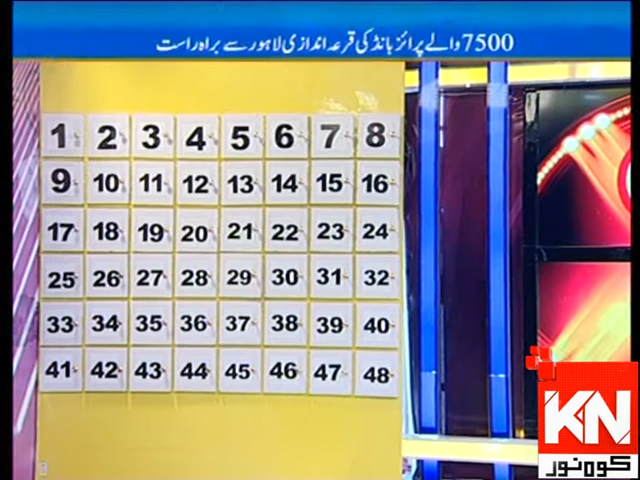 7500 والے پرائز بانڈ کی قرعہ اندازی لاہور سے براہ راست
1 2 3 4 5 6 7 8
9 10 11 12 13 14 15 16
17 18 19 20 21 22 23 24
25 26 27 28 29 30 31 32
33 34 35 36 37 38 39 40
41 42 43 44 45 46 47 48
KN
کوہ نور